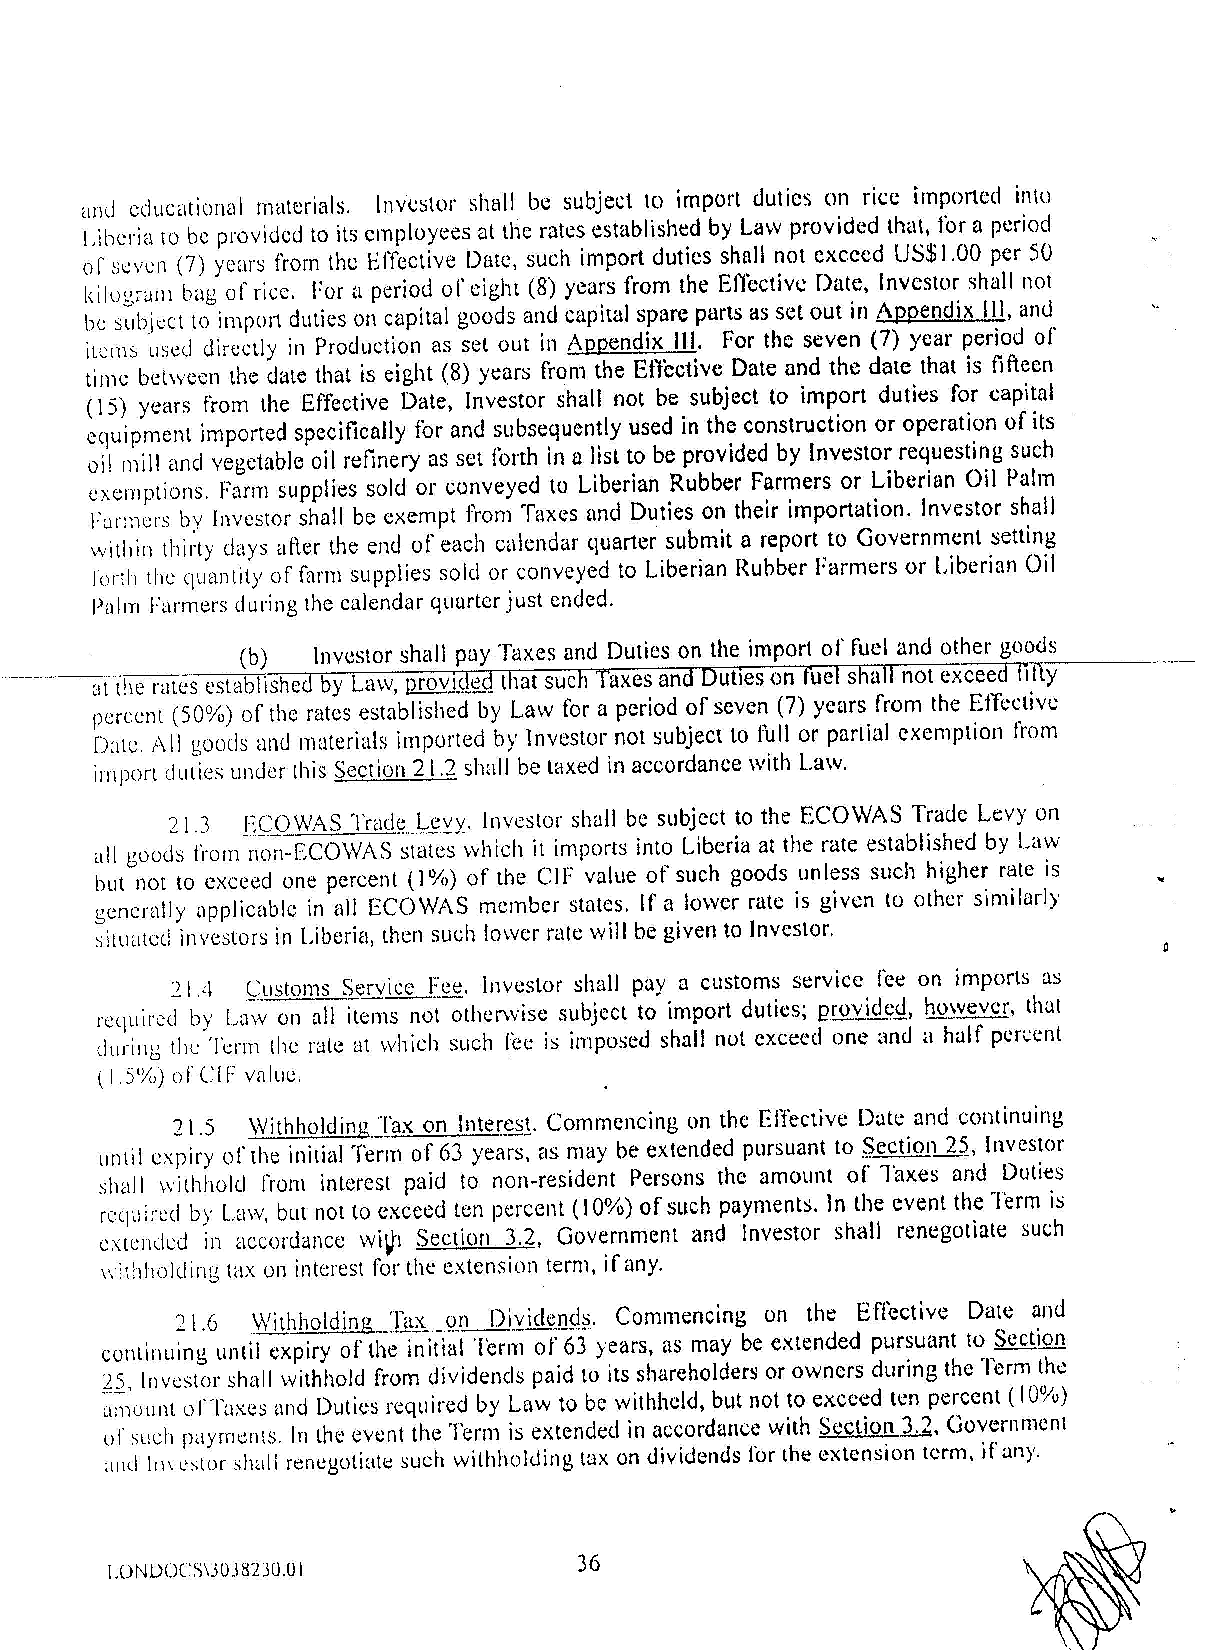 and educational materials. Investor shall be subject to import duties on rice imported into
Liberia to be provided to its employees at the rates established by Law provided that, for a period
of seven (7) years from the Effective Date, such import duties shall not exceed US$1.00 per 50
kilogram bag of rice. For a period of eight (8) years from the Effective Date, Investor shall not
be subject to import duties on capital goods and capital spare parts as set out in Appendix III, and
items used directly in Production as set out in Appendix III. For the seven (7) year period of
time between the date that is eight (8) years from the Effective Date and the date that is fifteen
(15) years from the Effective Date, Investor shall not be subject to import duties for capital
equipment imported specifically for and subsequently used in the construction or operation of its
oil mill and vegetable oil refinery as set forth in a list to be provided by Investor requesting such
exemptions. Farm supplies sold or conveyed to Liberian Rubber Farmers or Liberian Oil Palm
Farmers by Investor shall be exempt from Taxes and Duties on their importation. Investor shall
within thirty days after the end of each calendar quarter submit a report to Government setting
forth the quantity of farm supplies sold or conveyed to Liberian Rubber Farmers or Liberian Oil
Palm Farmers during the calendar quarter just ended.
(b) Investor shall pay Taxes and Duties on the import of fuel and other goods
at the rates established by Law, provided that such Taxes and Duties on fuel shall not exceed fifty
percent (50%) of the rates established by Law for a period of seven (7) years from the Effective
Date. All goods and materials imported by Investor not subject to full or partial exemption from
import duties under this Section 21.2 shall be taxed in accordance with Law.
21.3 ECOWAS Trade Levy. Investor shall be subject to the ECOWAS Trade Levy on
all goods from non-ECOWAS states which it imports into Liberia at the rate established by Law
but not to exceed one percent (1%) of the CIF value of such goods unless such higher rate is
generally applicable in all ECOWAS member states. If a lower rate is given to other similarly
situated investors in Liberia, then such lower rate will be given to Investor.
21.4 Customs Service Fee. Investor shall pay a customs service fee on imports as
required by Law on all items not otherwise subject to import duties; provided, however, that
during the Term the rate at which such fee is imposed shall not exceed one and a half percent
(1.5%) of CIF value.
21.5 Withholding Tax on Interest. Commencing on the Effective Date and continuing
until expiry of the initial Term of 63 years, as may be extended pursuant to Section 25, Investor
shall withhold from interest paid to non-resident Persons the amount of Taxes and Duties
required by Law, but not to exceed ten percent (10%) of such payments. In the event the Term is
extended in accordance with Section 3.2, Government and Investor shall renegotiate such
withholding tax on interest for the extension term, if any.
21.6 Withholding Tax on Dividends. Commencing on the Effective Date and
continuing until expiry of the initial Term of 63 years, as may be extended pursuant to Section
25, Investor shall withhold from dividends paid to its shareholders or owners during the Term the
amount of Taxes and Duties required by Law to be withheld, but not to exceed ten percent (10%)
of such payments. In the event the Term is extended in accordance with Section 3.2, Government
and Investor shall renegotiate such withholding tax on dividends for the extension term, if any.
LONDOCS\3038230.01
36